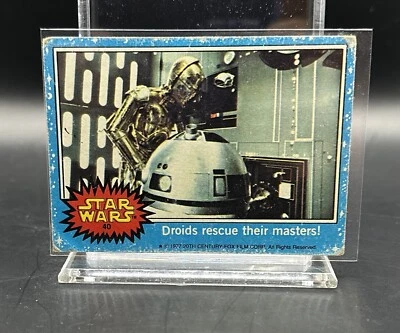 STAR
WARS
40
Droids rescue their masters!
★ © 1977 20TH CENTURY-FOX FILM CORP. All Rights Reserved.